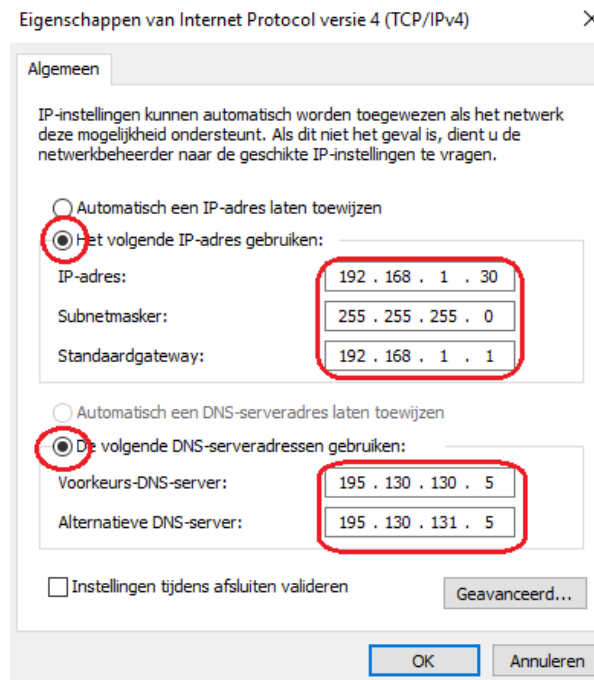 Eigenschappen van Internet Protocol versie 4 (TCP/IPv4)
Algemeen
IP-instellingen kunnen automatisch worden toegewezen als het netwerk
deze mogelijkheid ondersteunt. Als dit niet het geval is, dient u de
netwerkbeheerder naar de geschikte IP-instellingen te vragen.
Automatisch een IP-adres laten toewijzen
Het volgende IP-adres gebruiken:
IP-adres: 192 . 168 . 1 . 30
Subnetmasker: 255 . 255 . 255 . 0
Standaardgateway: 192 . 168 . 1 . 1
Automatisch een DNS-serveradres laten toewijzen
De volgende DNS-serveradressen gebruiken:
Voorkeurs-DNS-server: 195 . 130 . 130 . 5
Alternatieve DNS-server: 195 . 130 . 131 . 5
Instellingen tijdens afsluiten valideren
Geavanceerd...
OK Annuleren